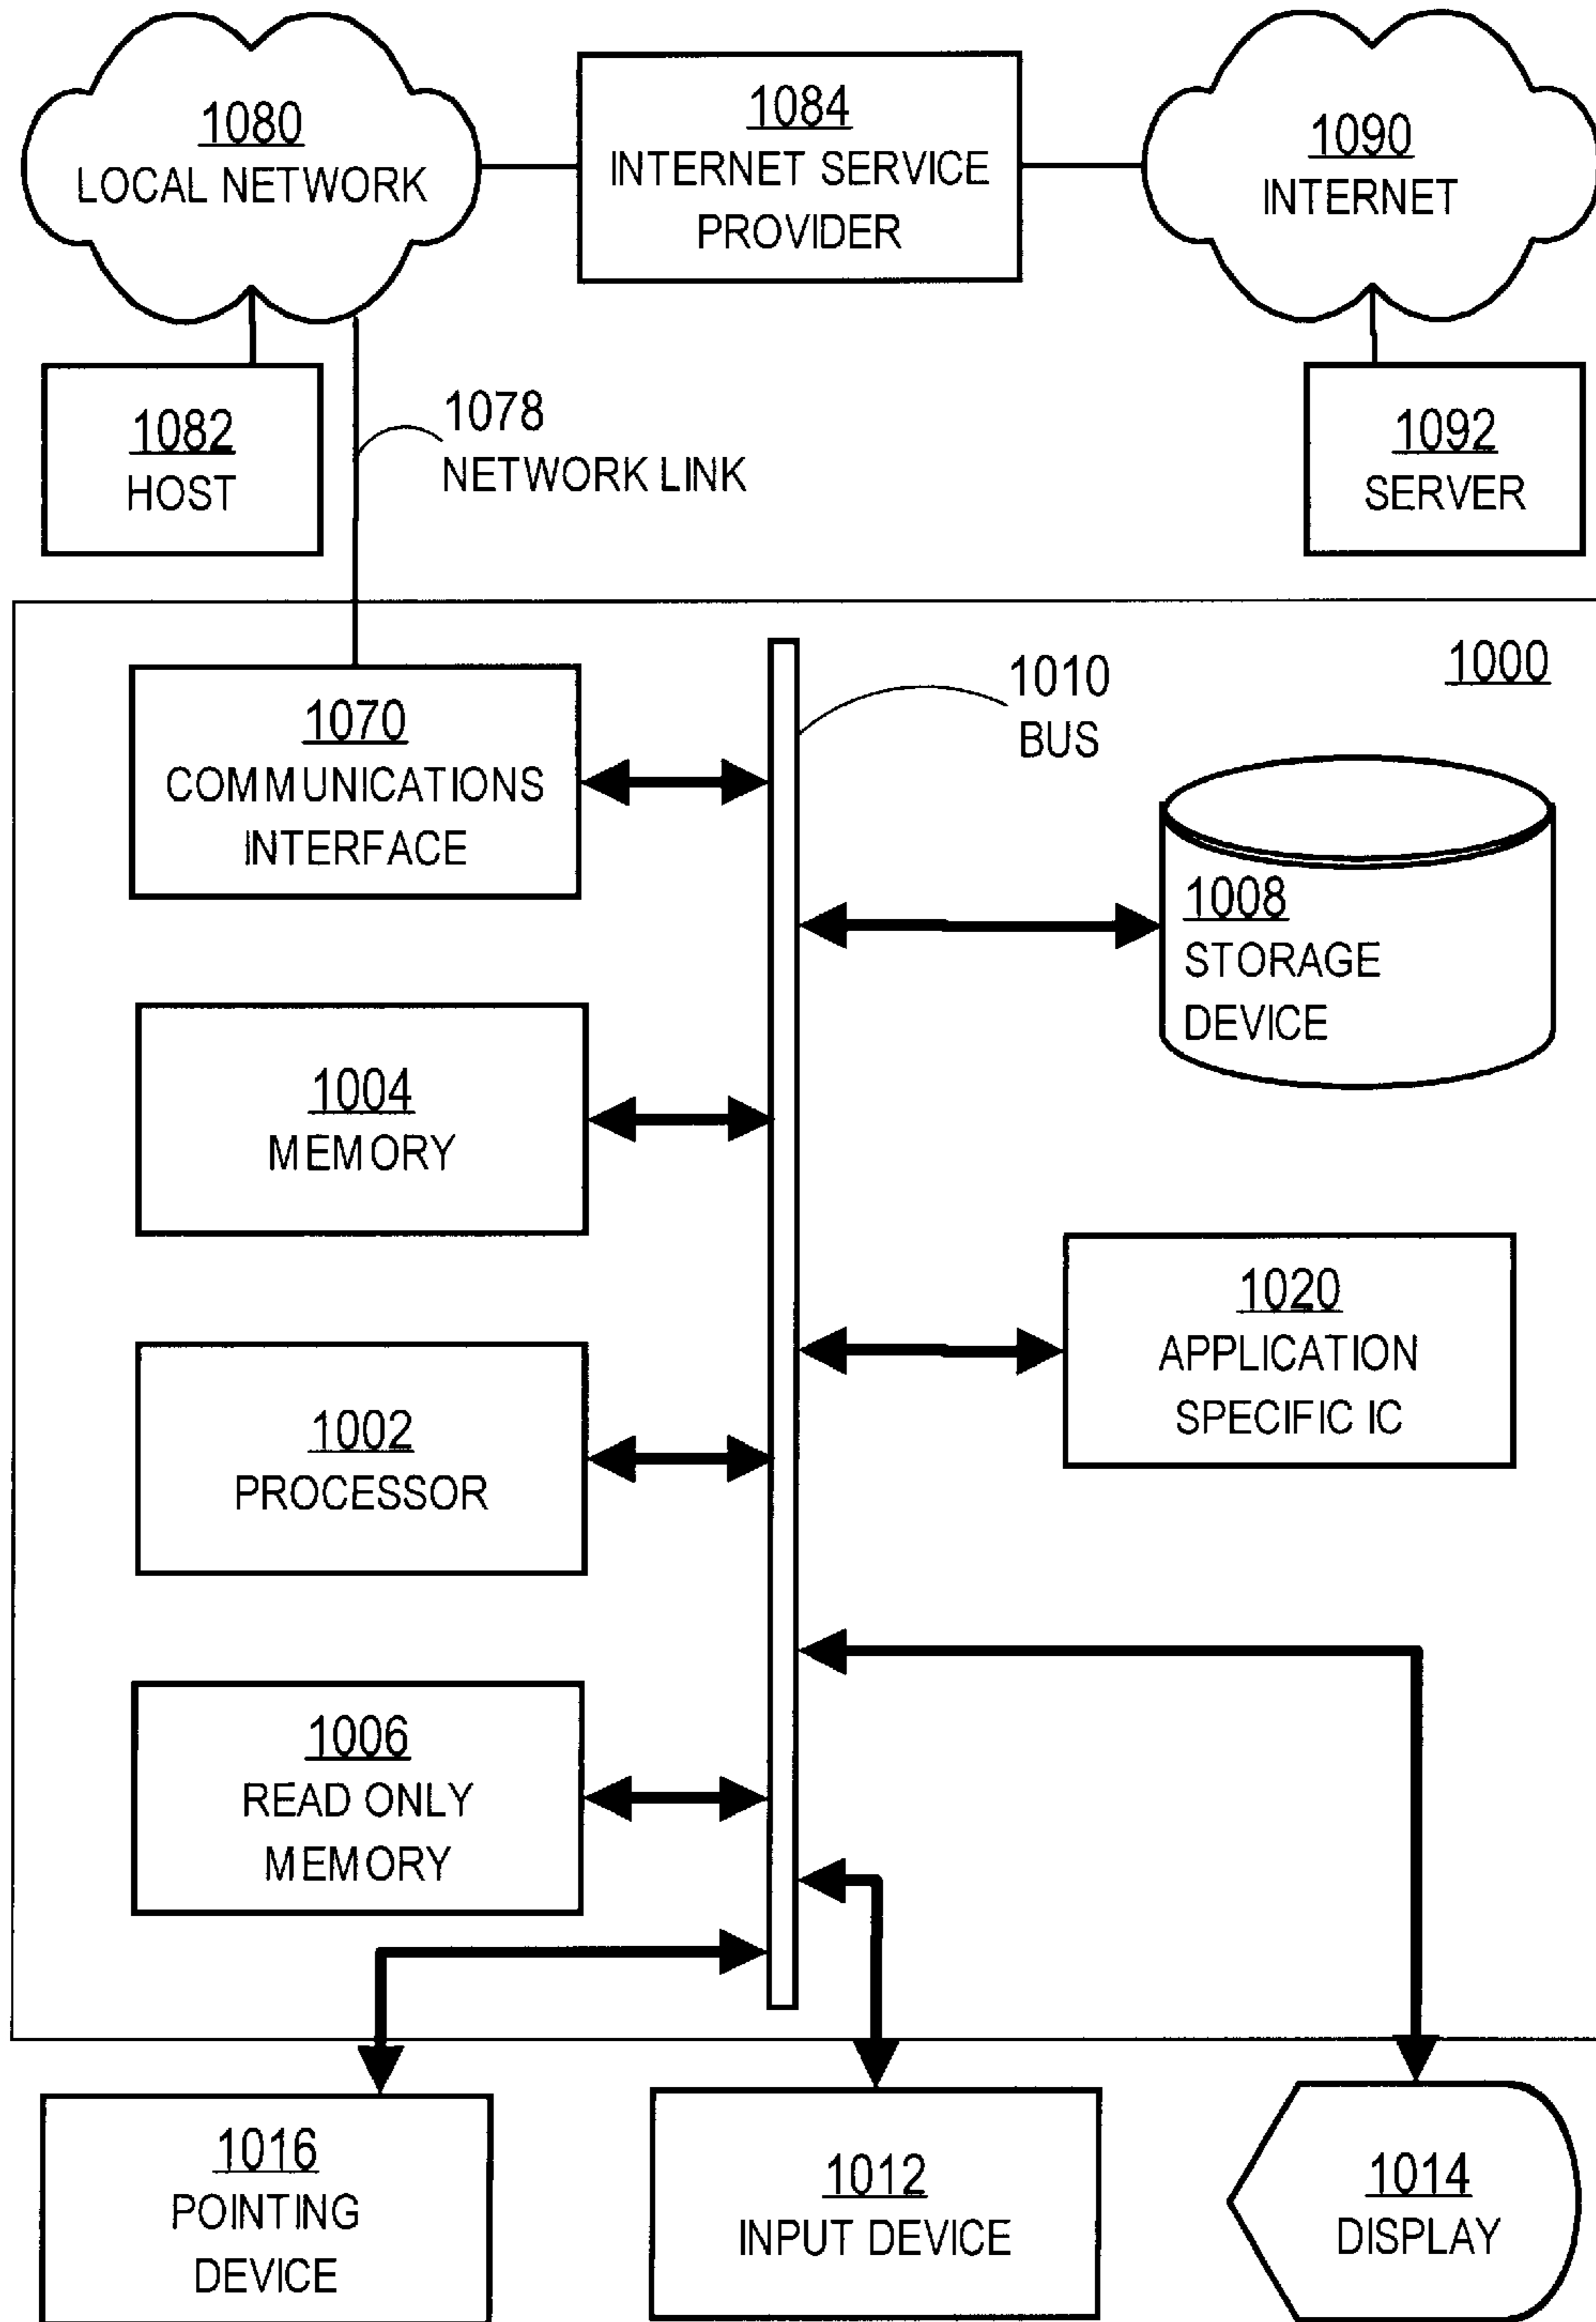 1080
LOCAL NETWORK
1084
INTERNET SERVICE
PROVIDER
1090
INTERNET
1082
HOST
1078
NETWORK LINK
1092
SERVER
1000
1070
COMMUNICATIONS
INTERFACE
1010
BUS
1008
STORAGE
DEVICE
1004
MEMORY
1020
APPLICATION
SPECIFIC IC
1002
PROCESSOR
1006
READ ONLY
MEMORY
1016
POINTING
DEVICE
1012
INPUT DEVICE
1014
DISPLAY